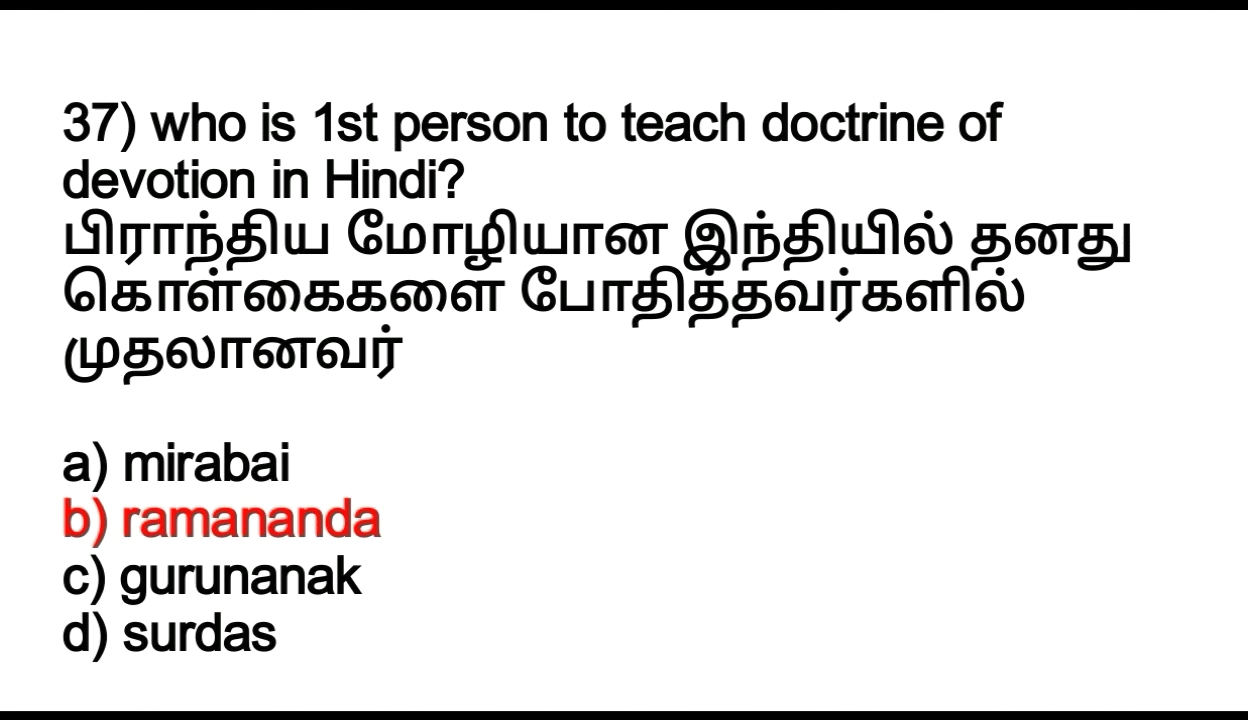 37) who is 1st person to teach doctrine of
devotion in Hindi?
பிராந்திய மோழியான இந்தியில் தனது
கொள்கைகளை போதித்தவர்களில்
முதலானவர்
a) mirabai
b) ramananda
c) gurunanak
d) surdas